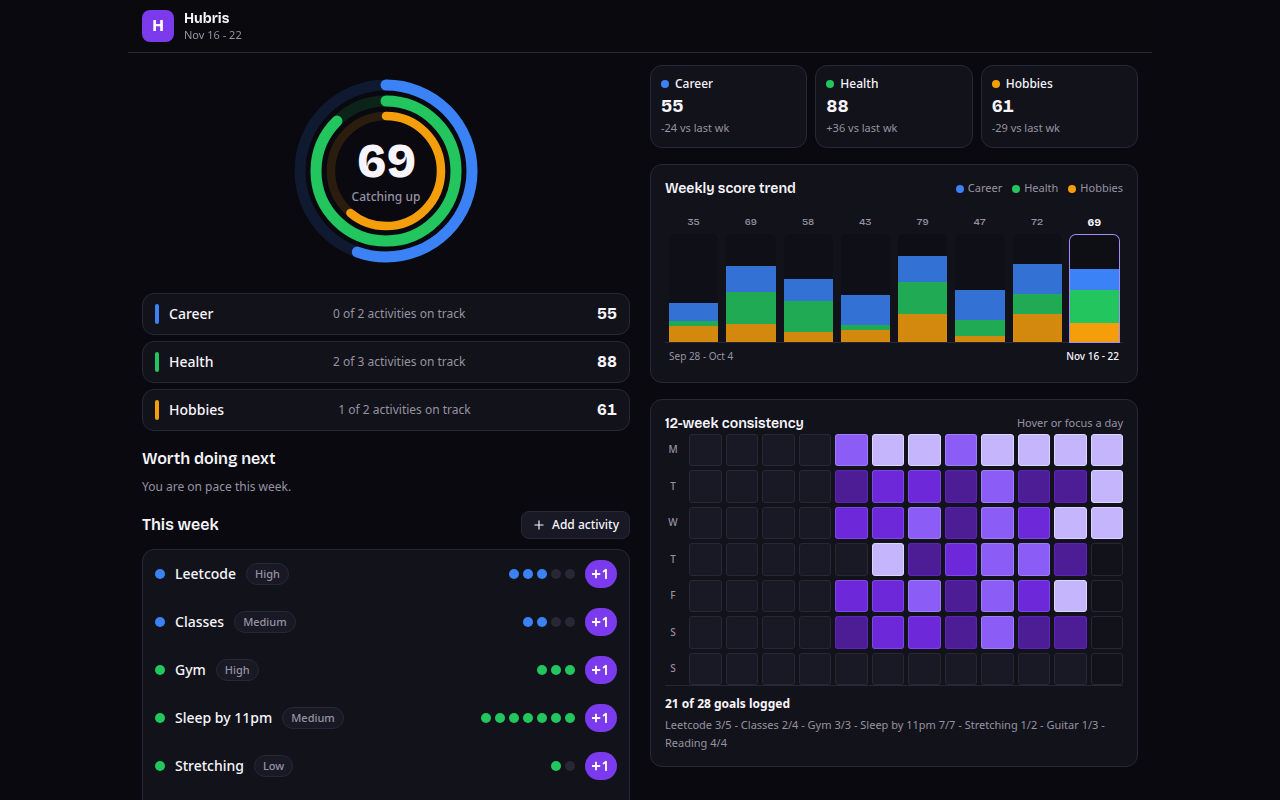 H
Hubris
Nov 16 - 22
69
Catching up
Career 0 of 2 activities on track 55
Health 2 of 3 activities on track 88
Hobbies 1 of 2 activities on track 61
Worth doing next
You are on pace this week.
This week
+ Add activity
Leetcode High +1
Classes Medium +1
Gym High +1
Sleep by 11pm Medium +1
Stretching Low +1
Career
55
-24 vs last wk
Health
88
+36 vs last wk
Hobbies
61
-29 vs last wk
Weekly score trend
Career Health Hobbies
35 69 58 43 79 47 72 69
Sep 28 - Oct 4
Nov 16 - 22
12-week consistency
Hover or focus a day
M
T
W
T
F
S
S
21 of 28 goals logged
Leetcode 3/5 - Classes 2/4 - Gym 3/3 - Sleep by 11pm 7/7 - Stretching 1/2 - Guitar 1/3 -
Reading 4/4